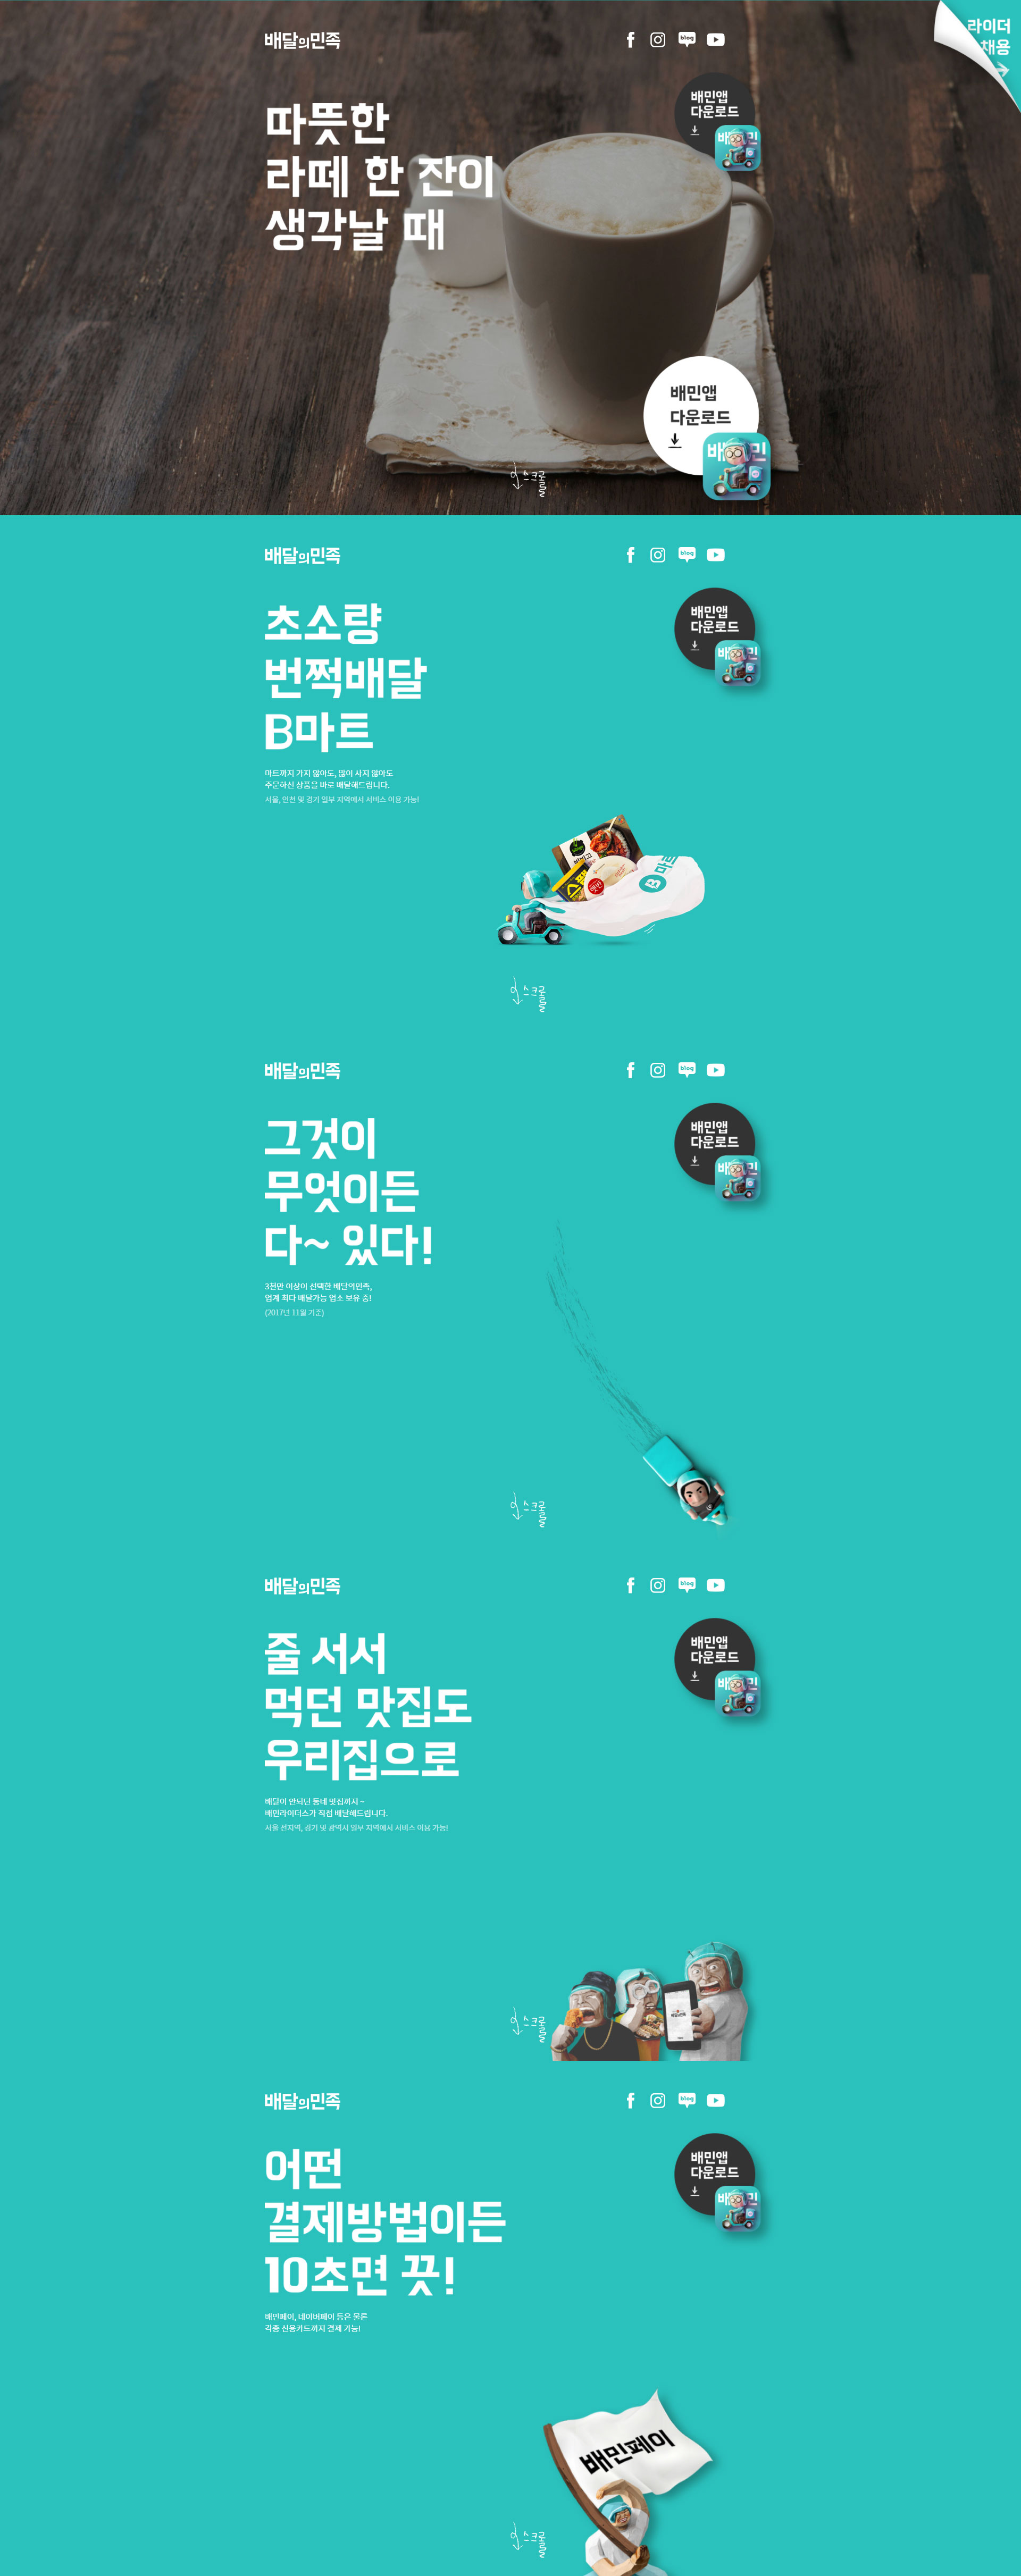 배달의민족
blog
라이더
채용
배민앱
다운로드
따뜻한
라떼 한 잔이
생각날 때
배민앱
다운로드
스크롤
배달의민족
blog
초소량
번쩍배달
B마트
배민앱
다운로드
마트까지 가지 않아도, 많이 사지 않아도
주문하신 상품을 바로 배달해드립니다.
서울, 인천 및 경기 일부 지역에서 서비스 이용 가능!
B마트
스크롤
배달의민족
blog
그것이
무엇이든
다~ 있다!
배민앱
다운로드
3천만 이상이 선택한 배달의민족,
업계 최다 배달가능 업소 보유 중!
(2017년 11월 기준)
스크롤
배달의민족
blog
줄 서서
먹던 맛집도
우리집으로
배민앱
다운로드
배달이 안되던 동네 맛집까지 ~
배민라이더스가 직접 배달해드립니다.
서울 전지역, 경기 및 광역시 일부 지역에서 서비스 이용 가능!
스크롤
배달의민족
blog
어떤
결제방법이든
10초면 끗!
배민앱
다운로드
배민페이, 네이버페이 등은 물론
각종 신용카드까지 결제 가능!
배민페이
스크롤